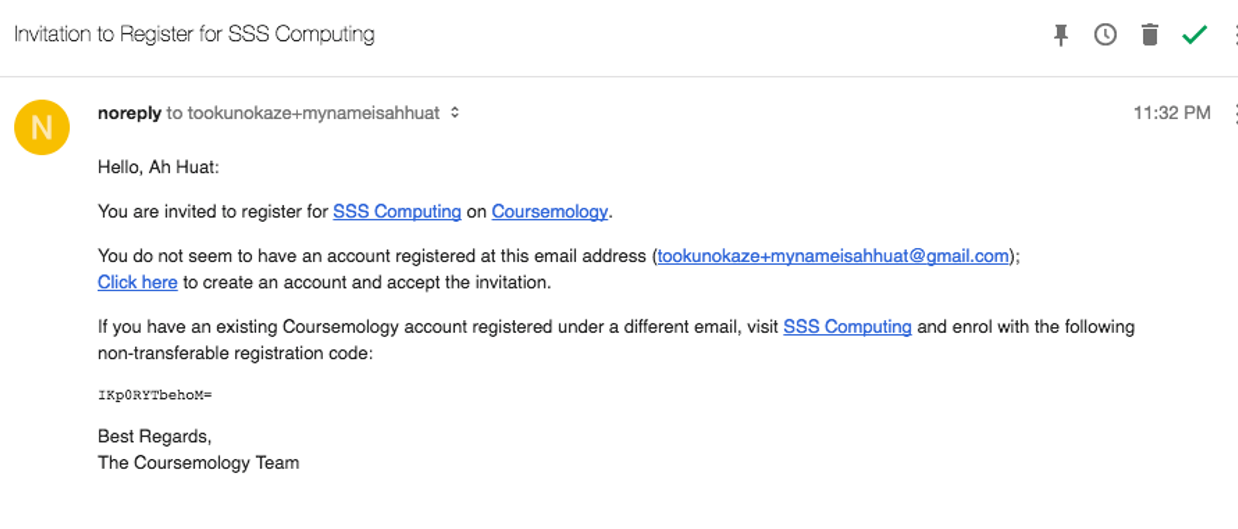 Invitation to Register for SSS Computing
N
noreply to tookunokaze+mynameisahhuat
11:32 PM
Hello, Ah Huat:
You are invited to register for SSS Computing on Coursemology.
You do not seem to have an account registered at this email address (tookunokaze+mynameisahhuat@gmail.com);
Click here to create an account and accept the invitation.
If you have an existing Coursemology account registered under a different email, visit SSS Computing and enrol with the following
non-transferable registration code:
IKp0RYTbehoM=
Best Regards,
The Coursemology Team